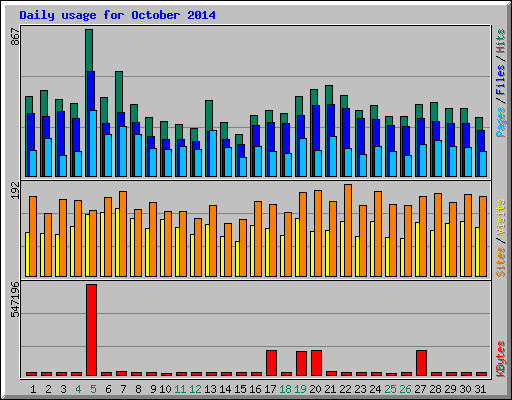 Daily usage for October 2014
867
Pages / Files / Hits
192
Sites / Visits
547196
KBytes
1 2 3 4 5 6 7 8 9 10 11 12 13 14 15 16 17 18 19 20 21 22 23 24 25 26 27 28 29 30 31